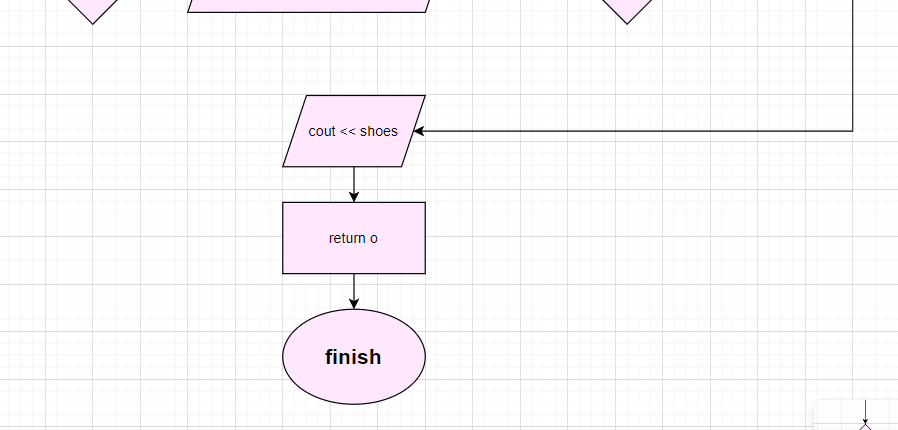 cout << shoes
return o
finish